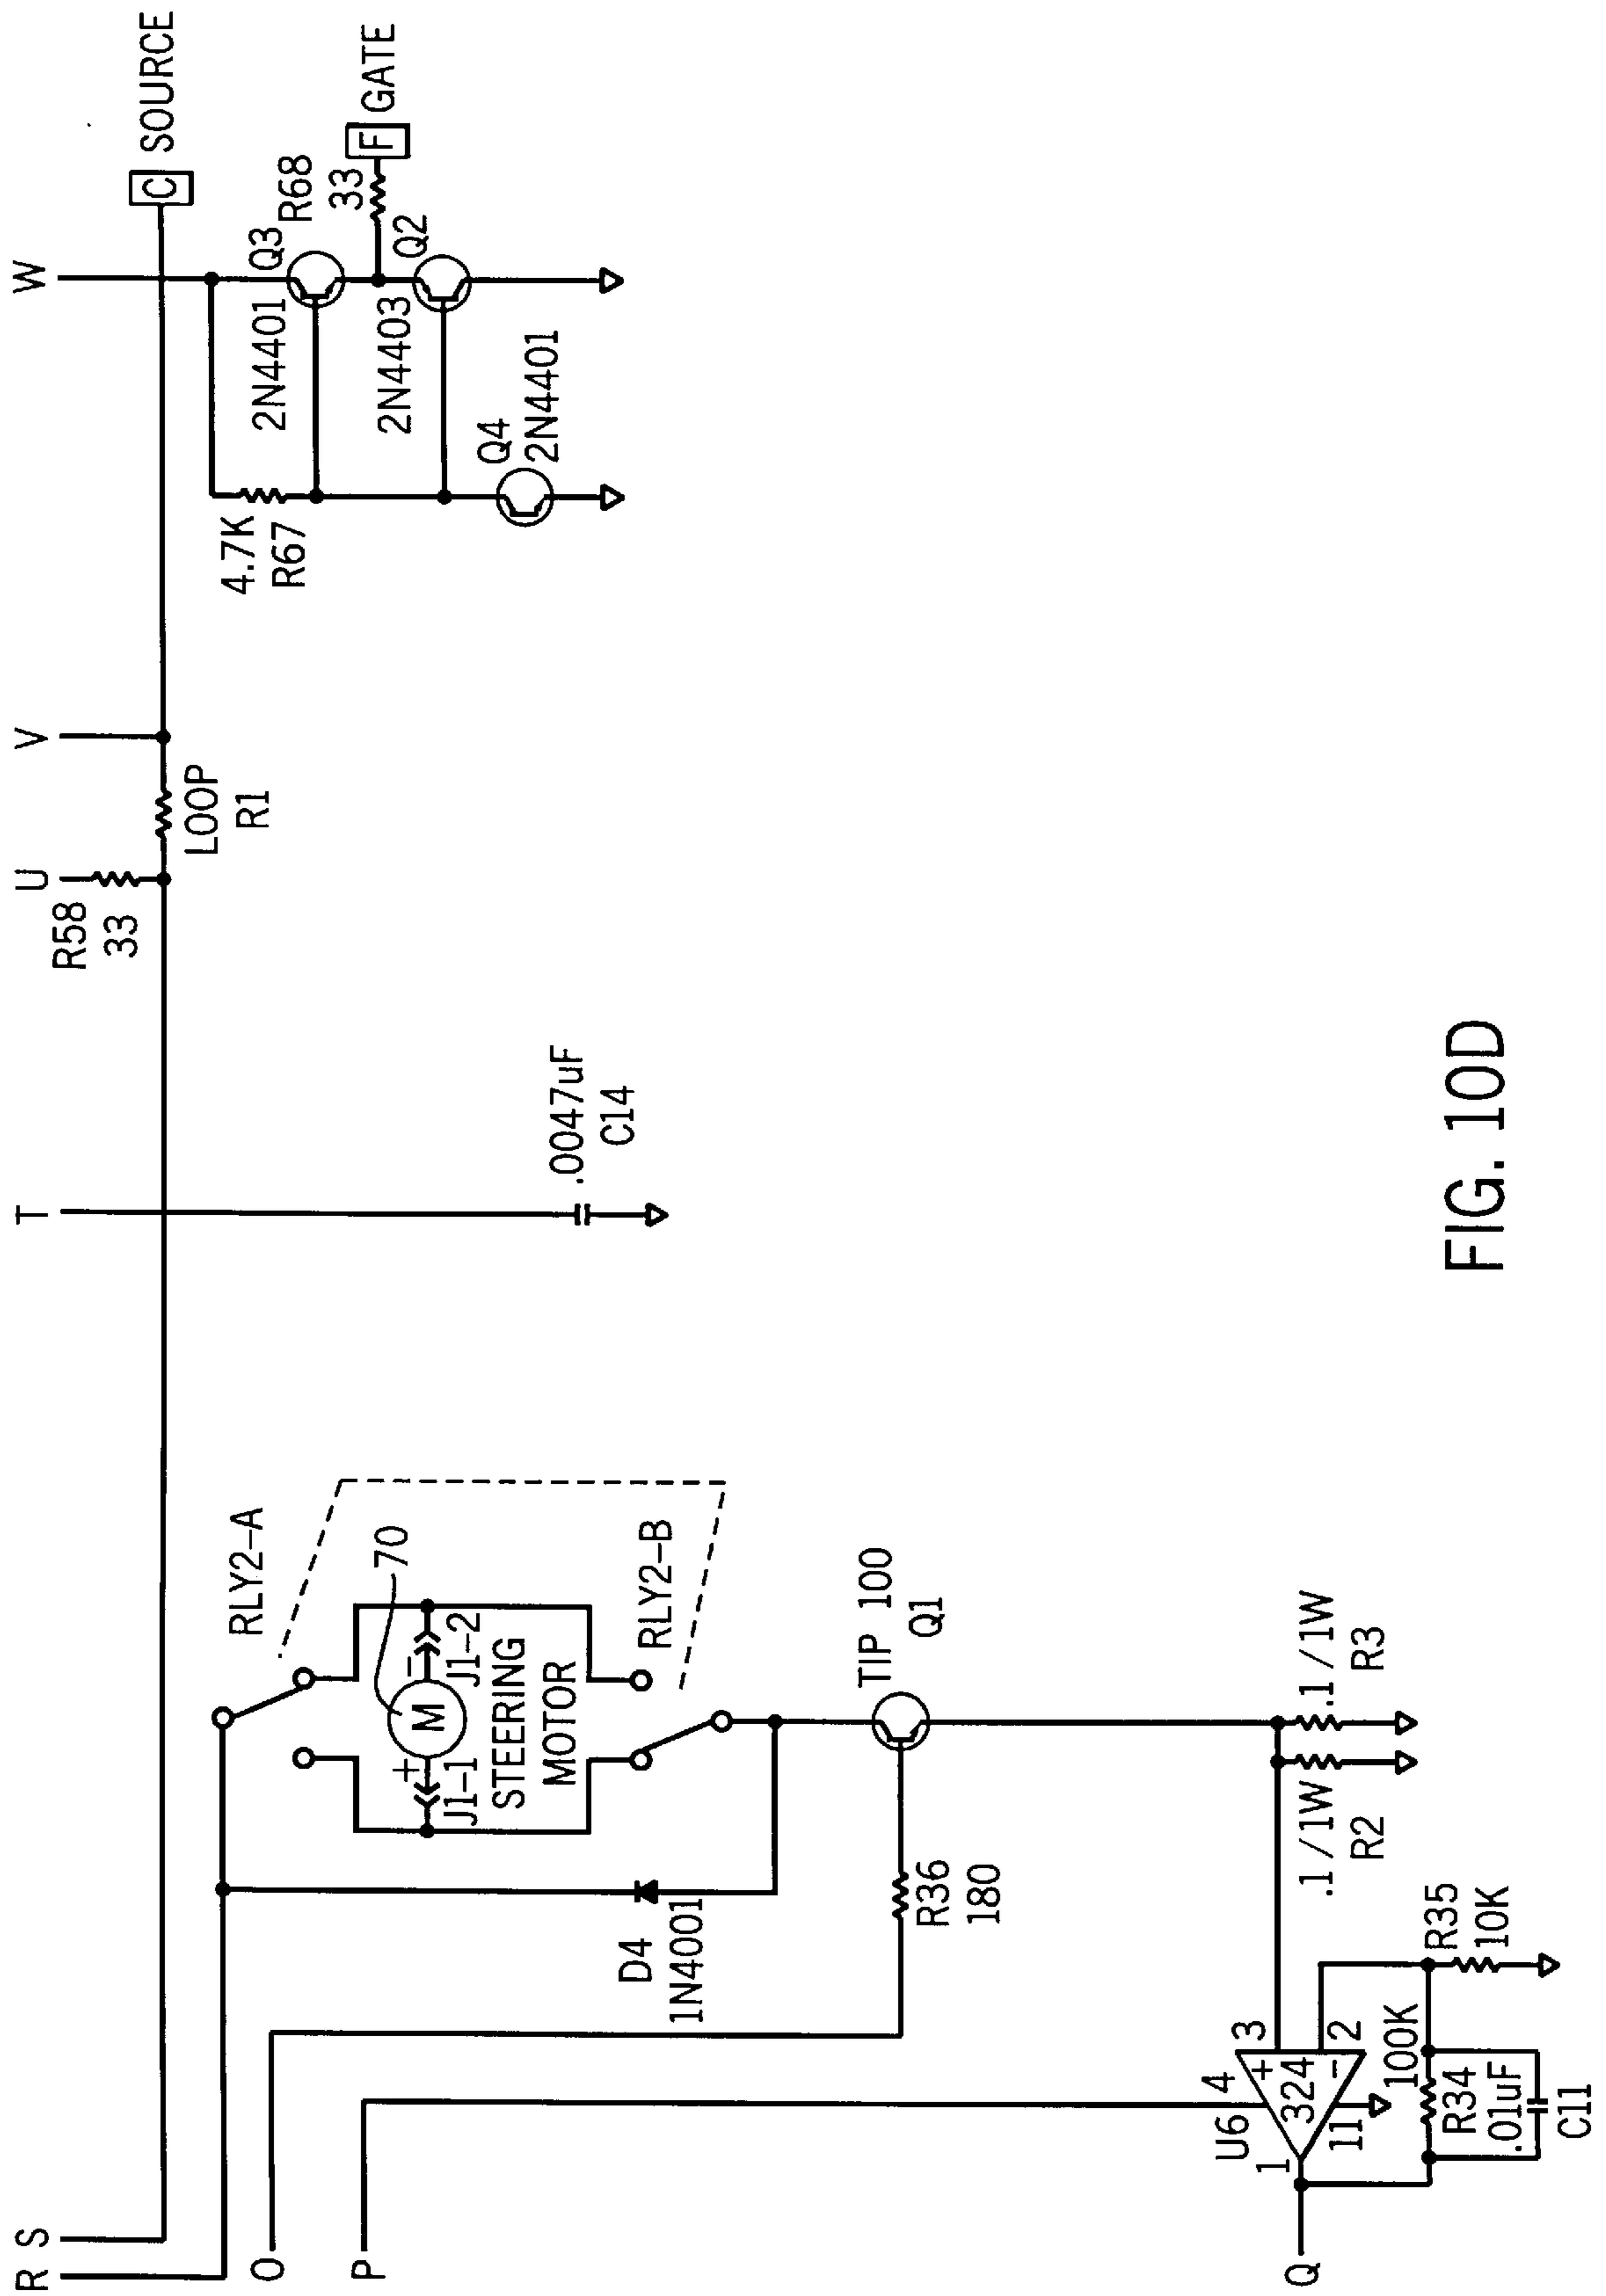 R
S
T
U
V
W
R58
33
LOOP
R1
C
SOURCE
4.7K
R67
2N4401
Q3
R68
33
F
GATE
2N4403
Q2
Q4
2N4401
.0047uF
C14
O
P
RLY2-A
70
+
M
-
J1-1
J1-2
STEERING
MOTOR
RLY2-B
D4
1N4001
TIP 100
Q1
R36
180
.1/1W
R2
.1/1W
R3
U6
4
3
+
324
-
2
1
11
Q
100K
R34
.01uF
C11
R35
10K
FIG. 10D